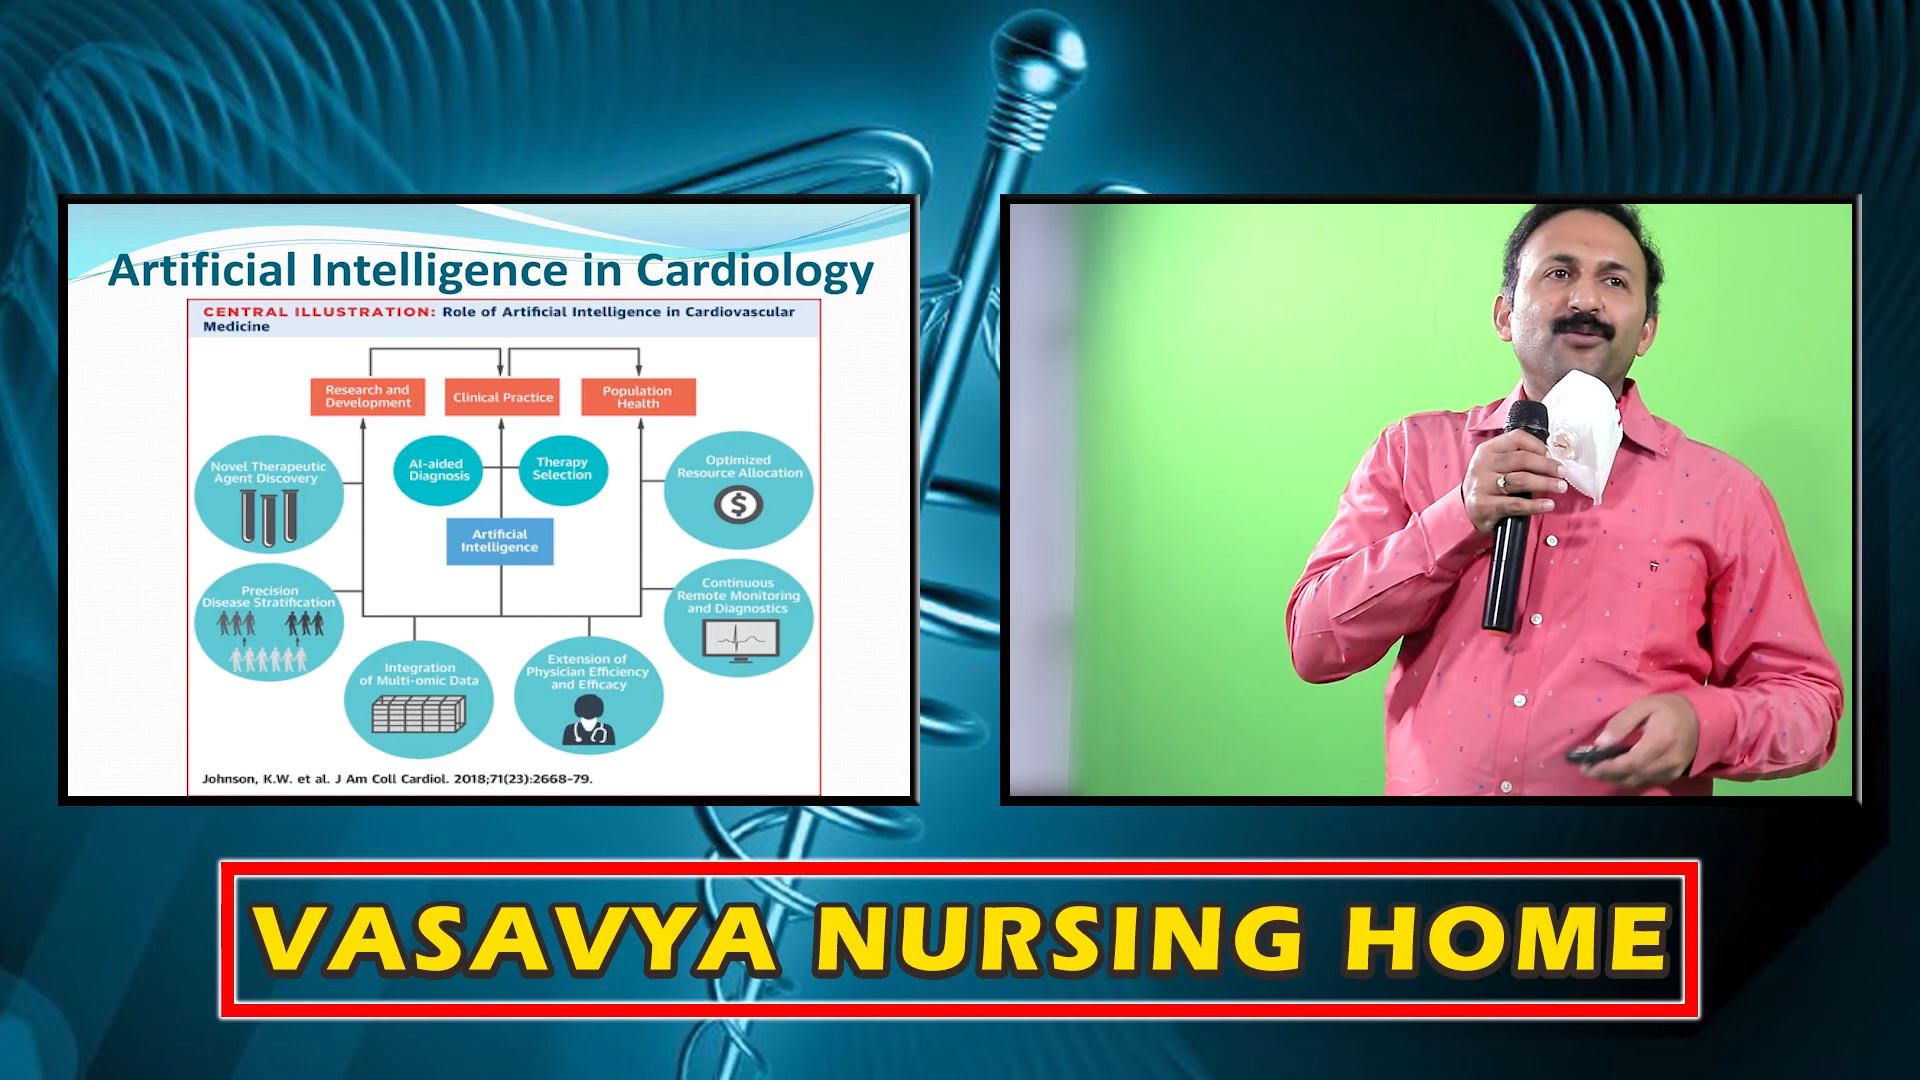 Artificial Intelligence in Cardiology
CENTRAL ILLUSTRATION: Role of Artificial Intelligence in Cardiovascular
Medicine
Research and
Development
Clinical Practice
Population
Health
Novel Therapeutic
Agent Discovery
AI-aided
Diagnosis
Therapy
Selection
Optimized
Resource Allocation
$
Artificial
Intelligence
Precision
Disease Stratification
Continuous
Remote Monitoring
and Diagnostics
Integration
of Multi-omic Data
Extension of
Physician Efficiency
and Efficacy
Johnson, K.W. et al. J Am Coll Cardiol. 2018;71(23):2668-79.
VASAVYA NURSING HOME